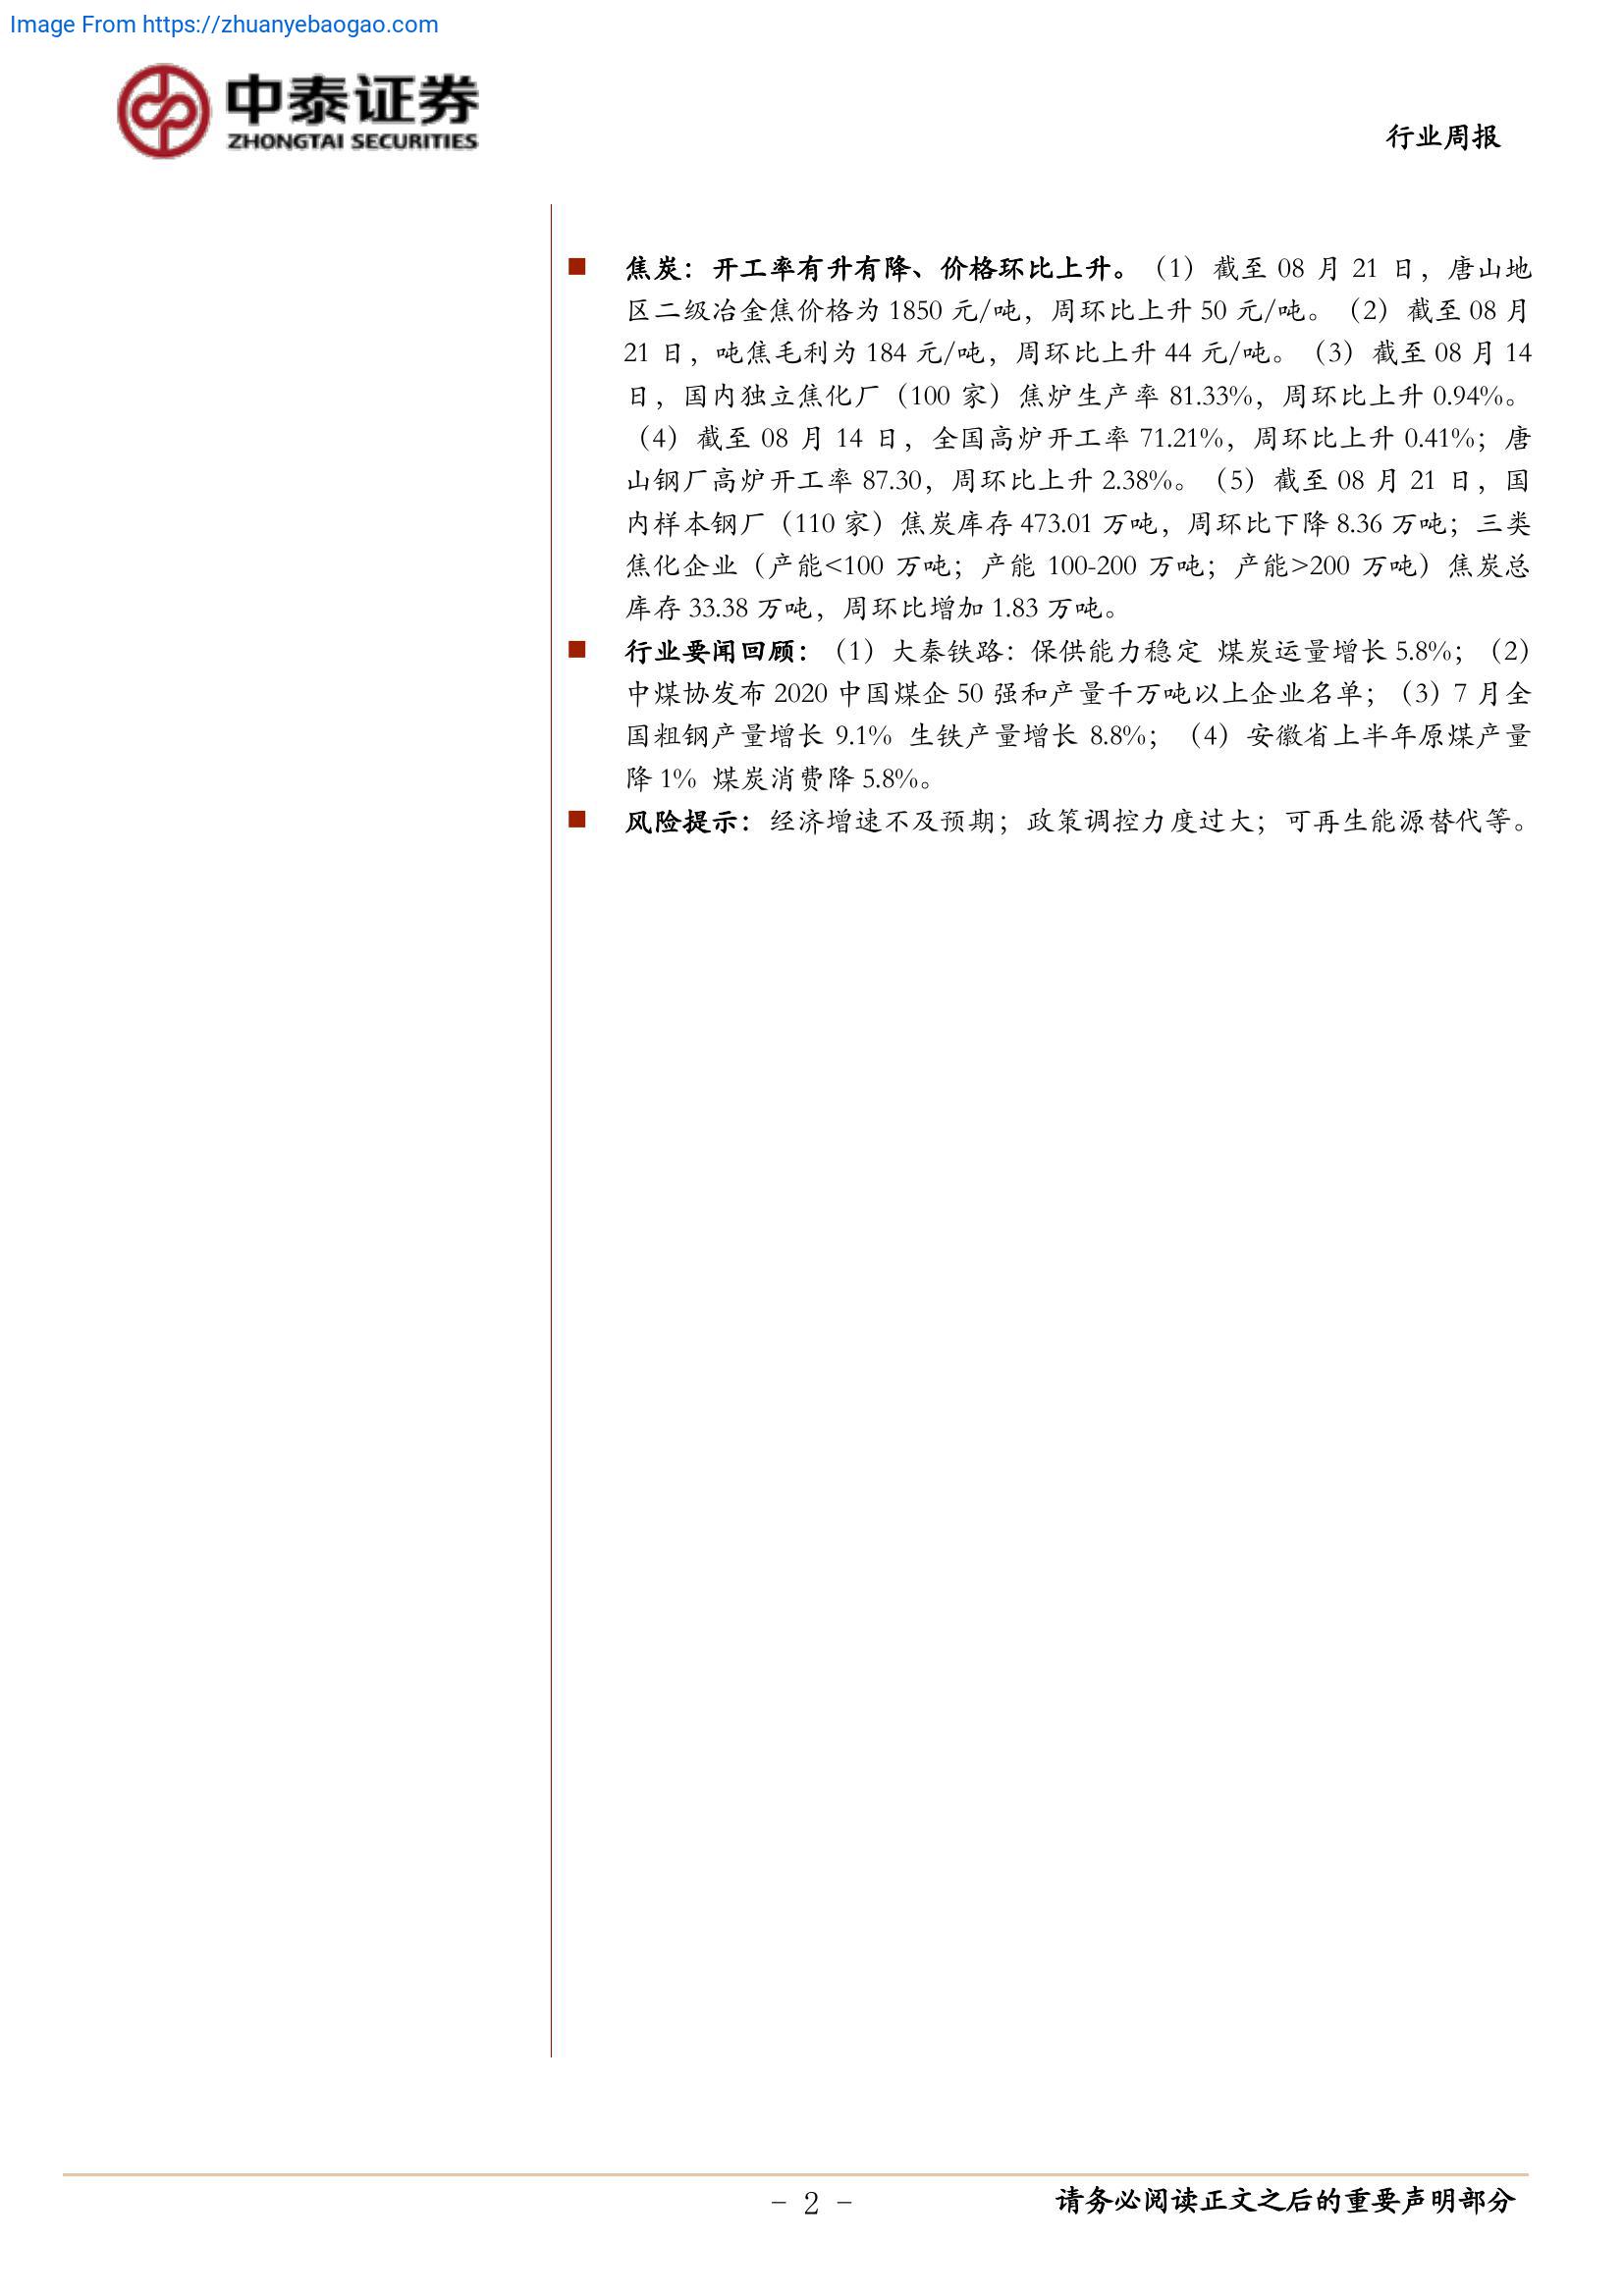 Image From https://zhuanyebaogao.com
中泰证券
ZHONGTAI SECURITIES
行业周报
焦炭：开工率有升有降、价格环比上升。（1）截至 08 月 21 日，唐山地
区二级冶金焦价格为 1850 元/吨，周环比上升 50 元/吨。（2）截至 08 月
21 日，吨焦毛利为 184 元/吨，周环比上升 44 元/吨。（3）截至 08 月 14
日，国内独立焦化厂（100 家）焦炉生产率 81.33%，周环比上升 0.94%。
（4）截至 08 月 14 日，全国高炉开工率 71.21%，周环比上升 0.41%；唐
山钢厂高炉开工率 87.30，周环比上升 2.38%。（5）截至 08 月 21 日，国
内样本钢厂（110 家）焦炭库存 473.01 万吨，周环比下降 8.36 万吨；三类
焦化企业（产能<100 万吨；产能 100-200 万吨；产能>200 万吨）焦炭总
库存 33.38 万吨，周环比增加 1.83 万吨。
行业要闻回顾：（1）大秦铁路：保供能力稳定 煤炭运量增长 5.8%；（2）
中煤协发布 2020 中国煤企 50 强和产量千万吨以上企业名单；（3）7 月全
国粗钢产量增长 9.1% 生铁产量增长 8.8%；（4）安徽省上半年原煤产量
降 1% 煤炭消费降 5.8%。
风险提示：经济增速不及预期；政策调控力度过大；可再生能源替代等。
- 2 -
请务必阅读正文之后的重要声明部分